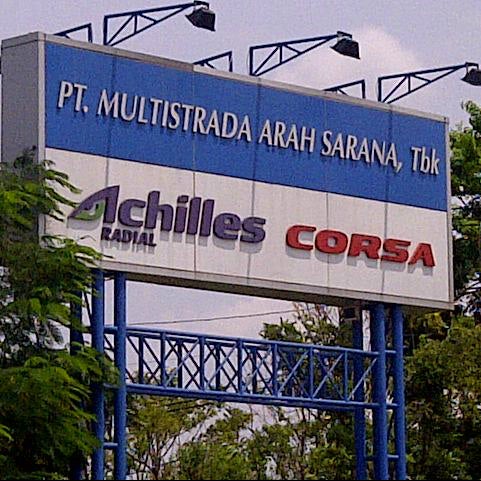 PT. MULTISTRADA ARAH SARANA, Tbk
Achilles CORSA
RADIAL